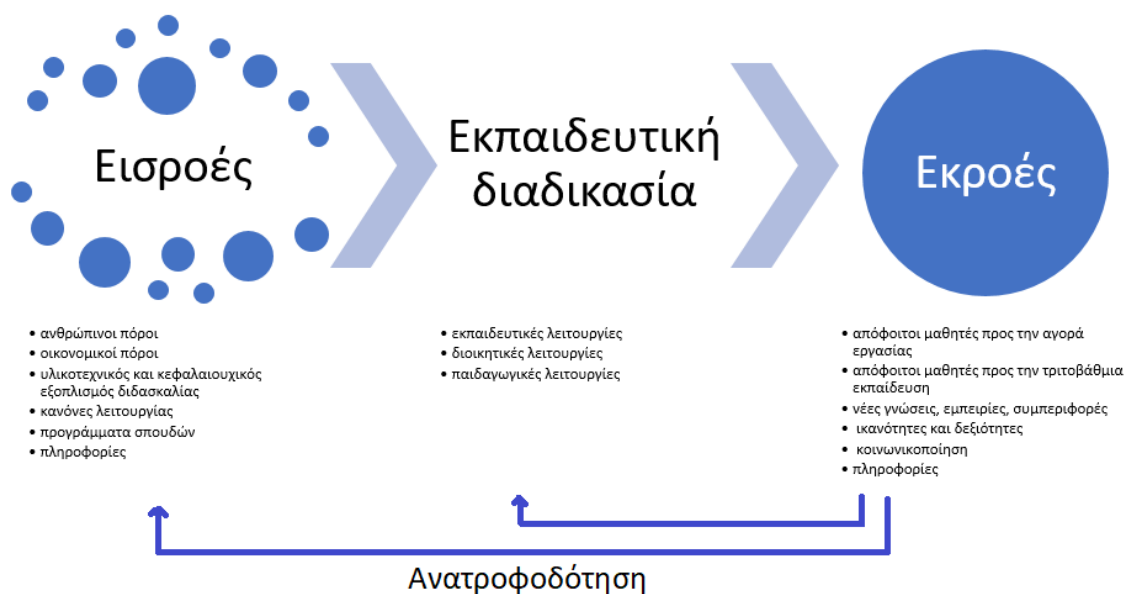 Εισροές
Εκπαιδευτική
διαδικασία
Εκροές
• ανθρώπινοι πόροι
• οικονομικοί πόροι
• υλικοτεχνικός και κεφαλαιουχικός
εξοπλισμός διδασκαλίας
• κανόνες λειτουργίας
• προγράμματα σπουδών
• πληροφορίες
• εκπαιδευτικές λειτουργίες
• διοικητικές λειτουργίες
• παιδαγωγικές λειτουργίες
• απόφοιτοι μαθητές προς την αγορά
εργασίας
• απόφοιτοι μαθητές προς την τριτοβάθμια
εκπαίδευση
• νέες γνώσεις, εμπειρίες, συμπεριφορές
• ικανότητες και δεξιότητες
• κοινωνικοποίηση
• πληροφορίες
Ανατροφοδότηση